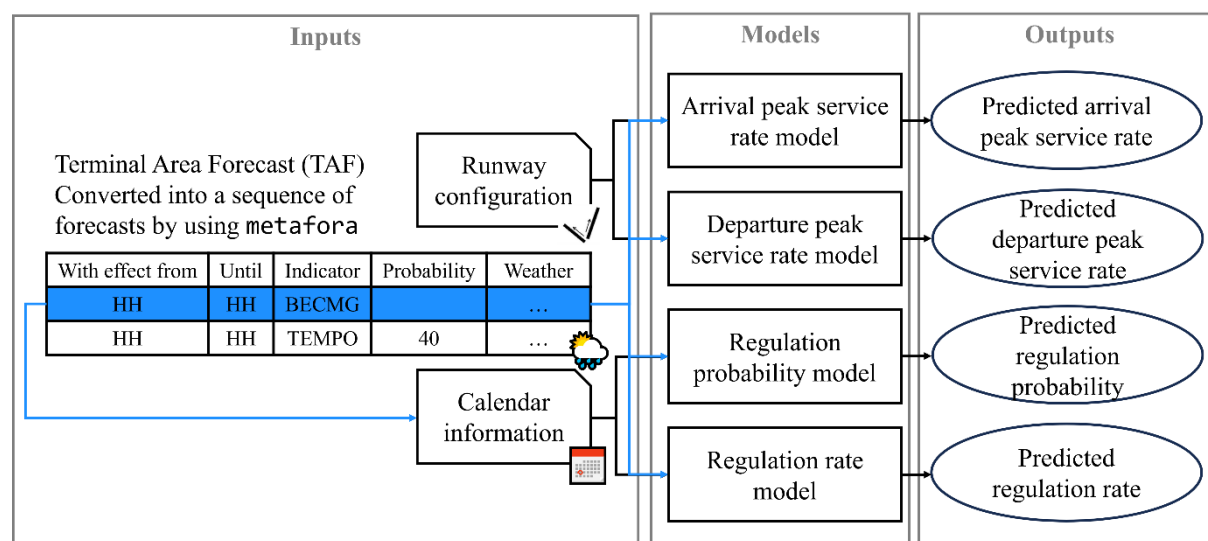 Inputs
Models
Outputs
Terminal Area Forecast (TAF)
Converted into a sequence of
forecasts by using metafora
Runway
configuration
With effect from Until Indicator Probability Weather
HH HH BECMG ...
HH HH TEMPO 40 ...
Calendar
information
Arrival peak service
rate model
Departure peak
service rate model
Regulation
probability model
Regulation rate
model
Predicted arrival
peak service rate
Predicted
departure peak
service rate
Predicted
regulation
probability
Predicted
regulation rate